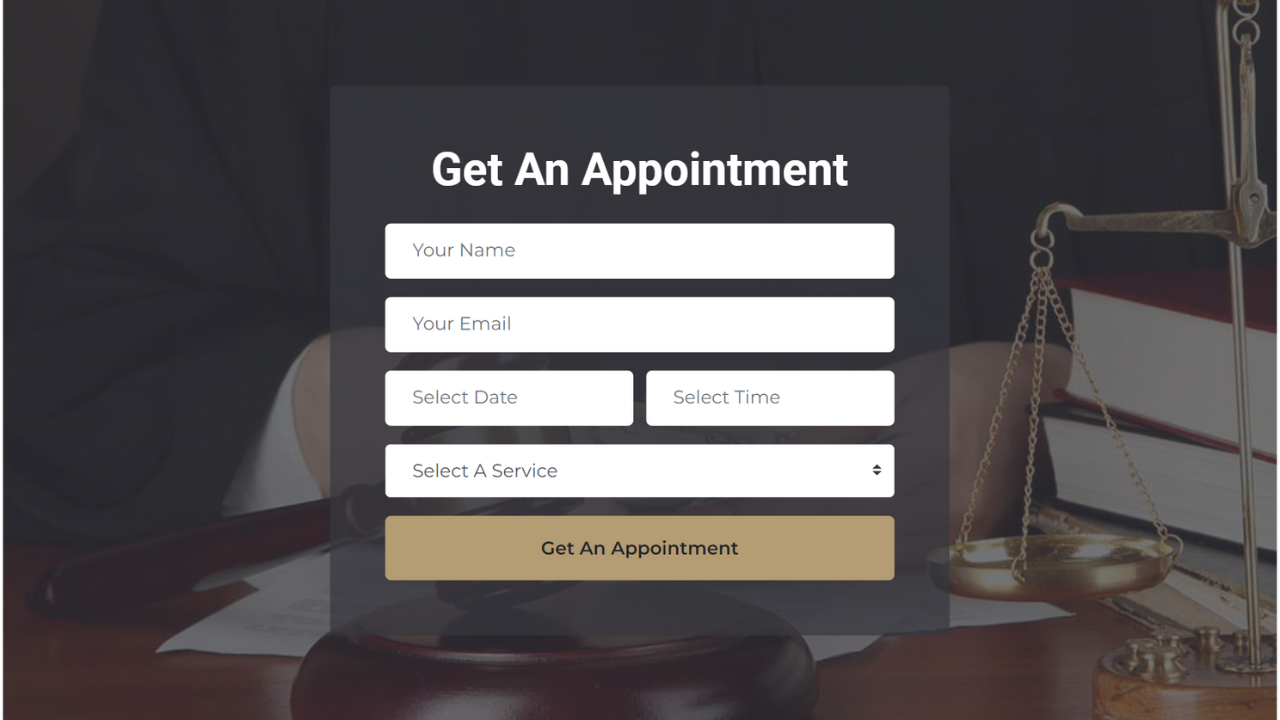 Get An Appointment
Your Name
Your Email
Select Date
Select Time
Select A Service
Get An Appointment